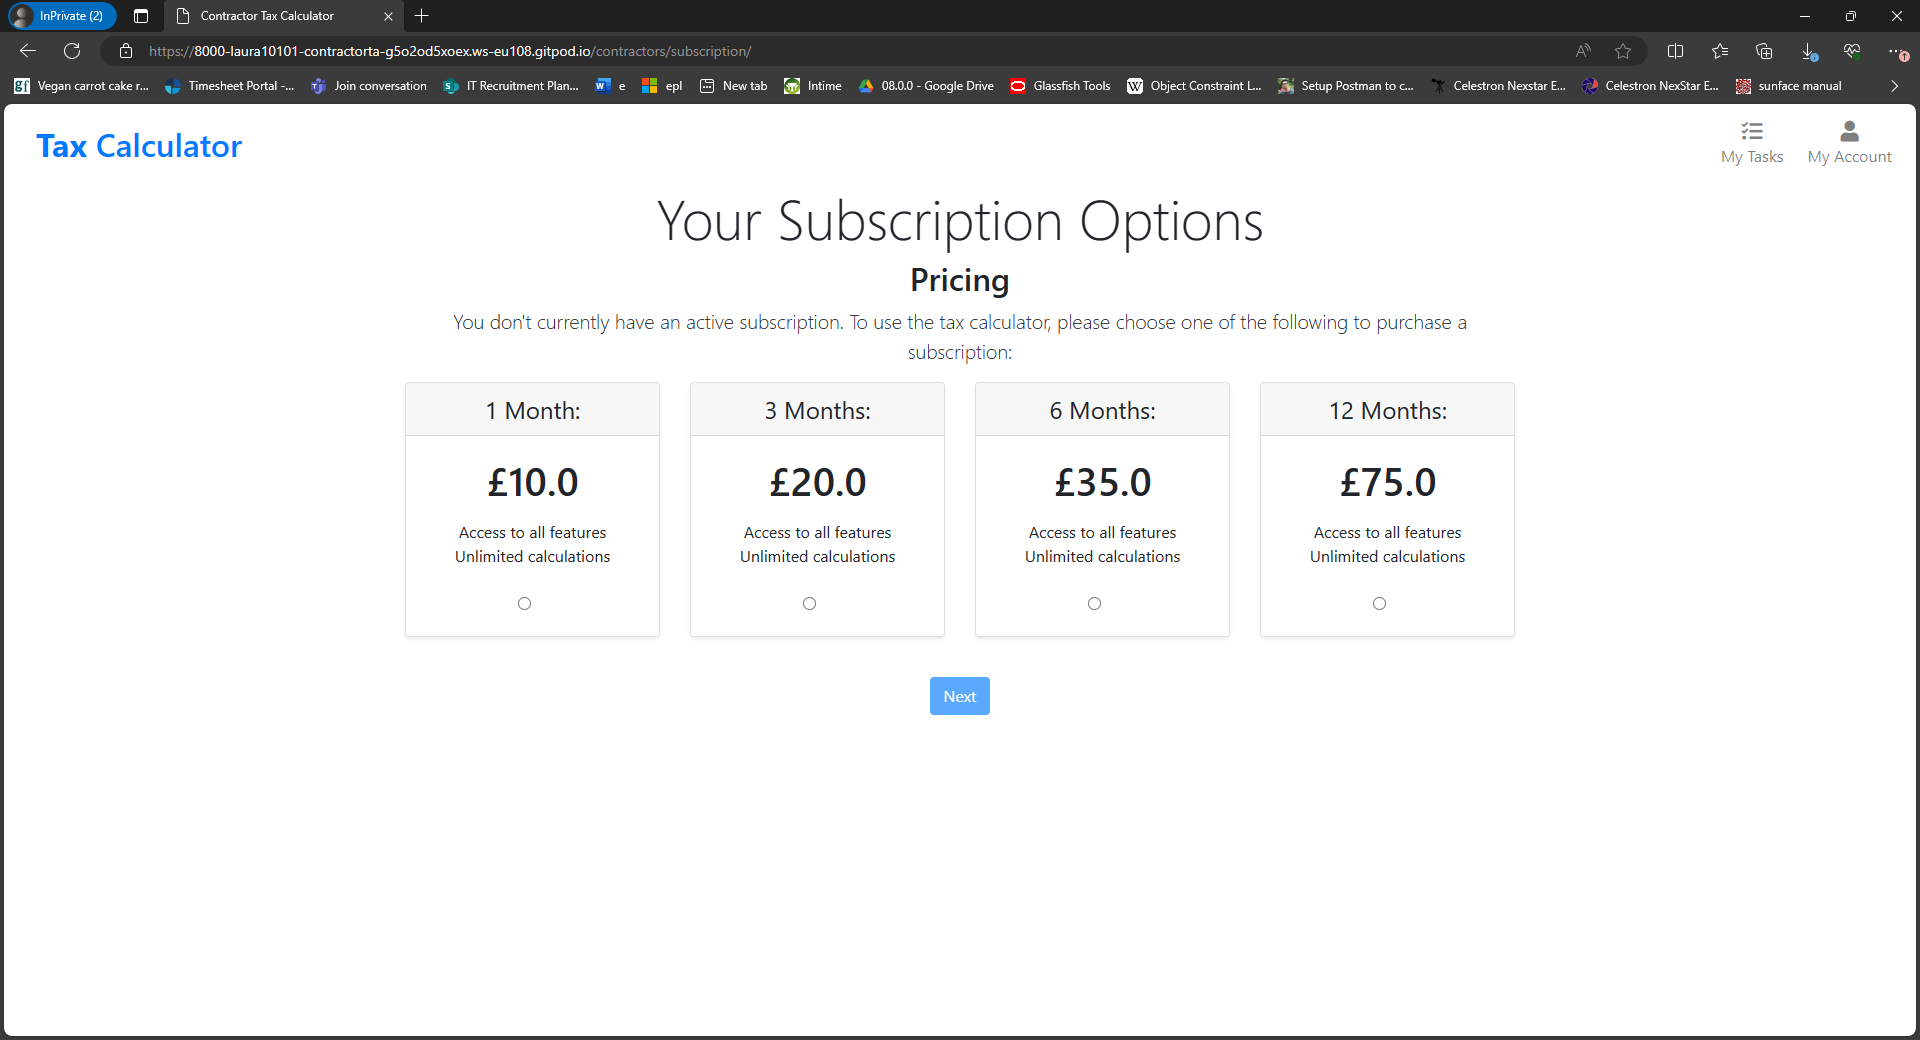 InPrivate (2)
Contractor Tax Calculator
https://8000-laura10101-contractorta-g5o2od5xoex.ws-eu108.gitpod.io/contractors/subscription/
gf Vegan carrot cake r...
Timesheet Portal -...
Join conversation
IT Recruitment Plan...
e
epl
New tab
Intime
08.0.0 - Google Drive
Glassfish Tools
W Object Constraint L...
Setup Postman to c...
Celestron Nexstar E...
Celestron NexStar E...
sunface manual
Tax Calculator
My Tasks
My Account
Your Subscription Options
Pricing
You don't currently have an active subscription. To use the tax calculator, please choose one of the following to purchase a
subscription:
1 Month:
£10.0
Access to all features
Unlimited calculations
3 Months:
£20.0
Access to all features
Unlimited calculations
6 Months:
£35.0
Access to all features
Unlimited calculations
12 Months:
£75.0
Access to all features
Unlimited calculations
Next